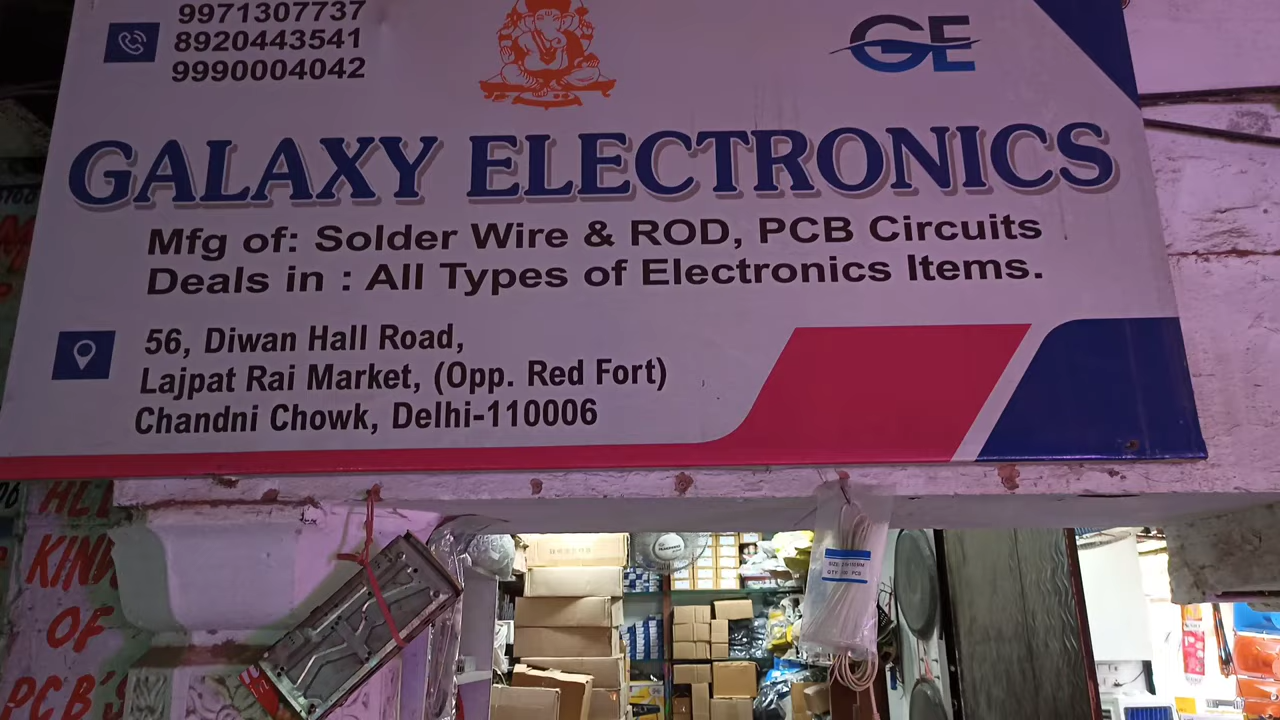 9971307737
8920443541
9990004042
GE
GALAXY ELECTRONICS
Mfg of: Solder Wire & ROD, PCB Circuits
Deals in : All Types of Electronics Items.
56, Diwan Hall Road,
Lajpat Rai Market, (Opp. Red Fort)
Chandni Chowk, Delhi-110006
OF
PCB'S